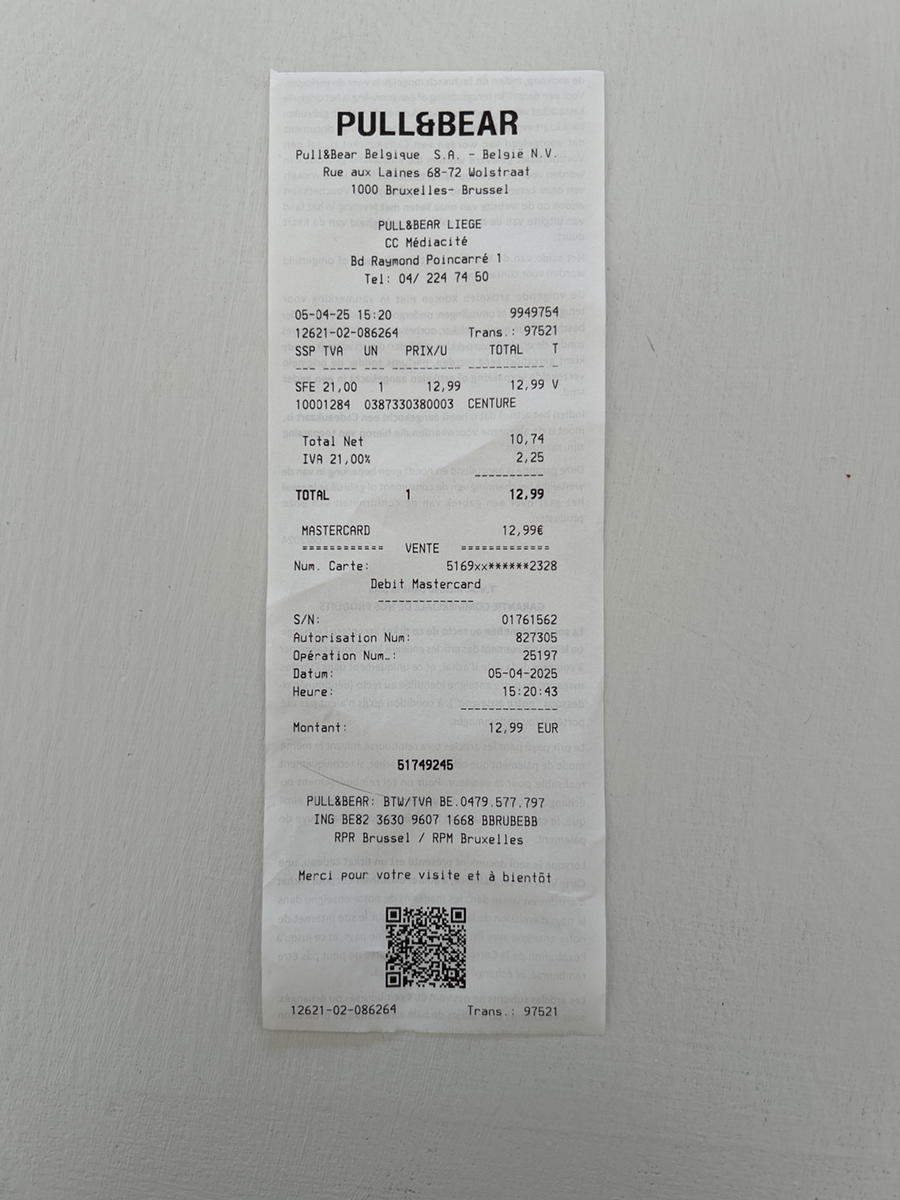 PULL&BEAR
Pull&Bear Belgique S.A. - België N.V.
Rue aux Laines 68-72 Wolstraat
1000 Bruxelles- Brussel
PULL&BEAR LIEGE
CC Médiacité
Bd Raymond Poincarré 1
Tel: 04/ 224 74 50
05-04-25 15:20 9949754
12621-02-086264 Trans.: 97521
SSP TVA UN PRIX/U TOTAL T
--- ----- --- ----------- ----------- -
SFE 21,00 1 12,99 12,99 V
10001284 0387330380003 CENTURE
Total Net 10,74
IVA 21,00% 2,25
----------
TOTAL 1 12,99
MASTERCARD 12,99€
============ VENTE =============
Num. Carte: 5169xx******2328
Debit Mastercard
--------------
S/N: 01761562
Autorisation Num: 827305
Opération Num.: 25197
Datum: 05-04-2025
Heure: 15:20:43
--------------
Montant: 12,99 EUR
51749245
PULL&BEAR: BTW/TVA BE.0479.577.797
ING BE82 3630 9607 1668 BBRUBEBB
RPR Brussel / RPM Bruxelles
Merci pour votre visite et à bientôt
12621-02-086264 Trans.: 97521